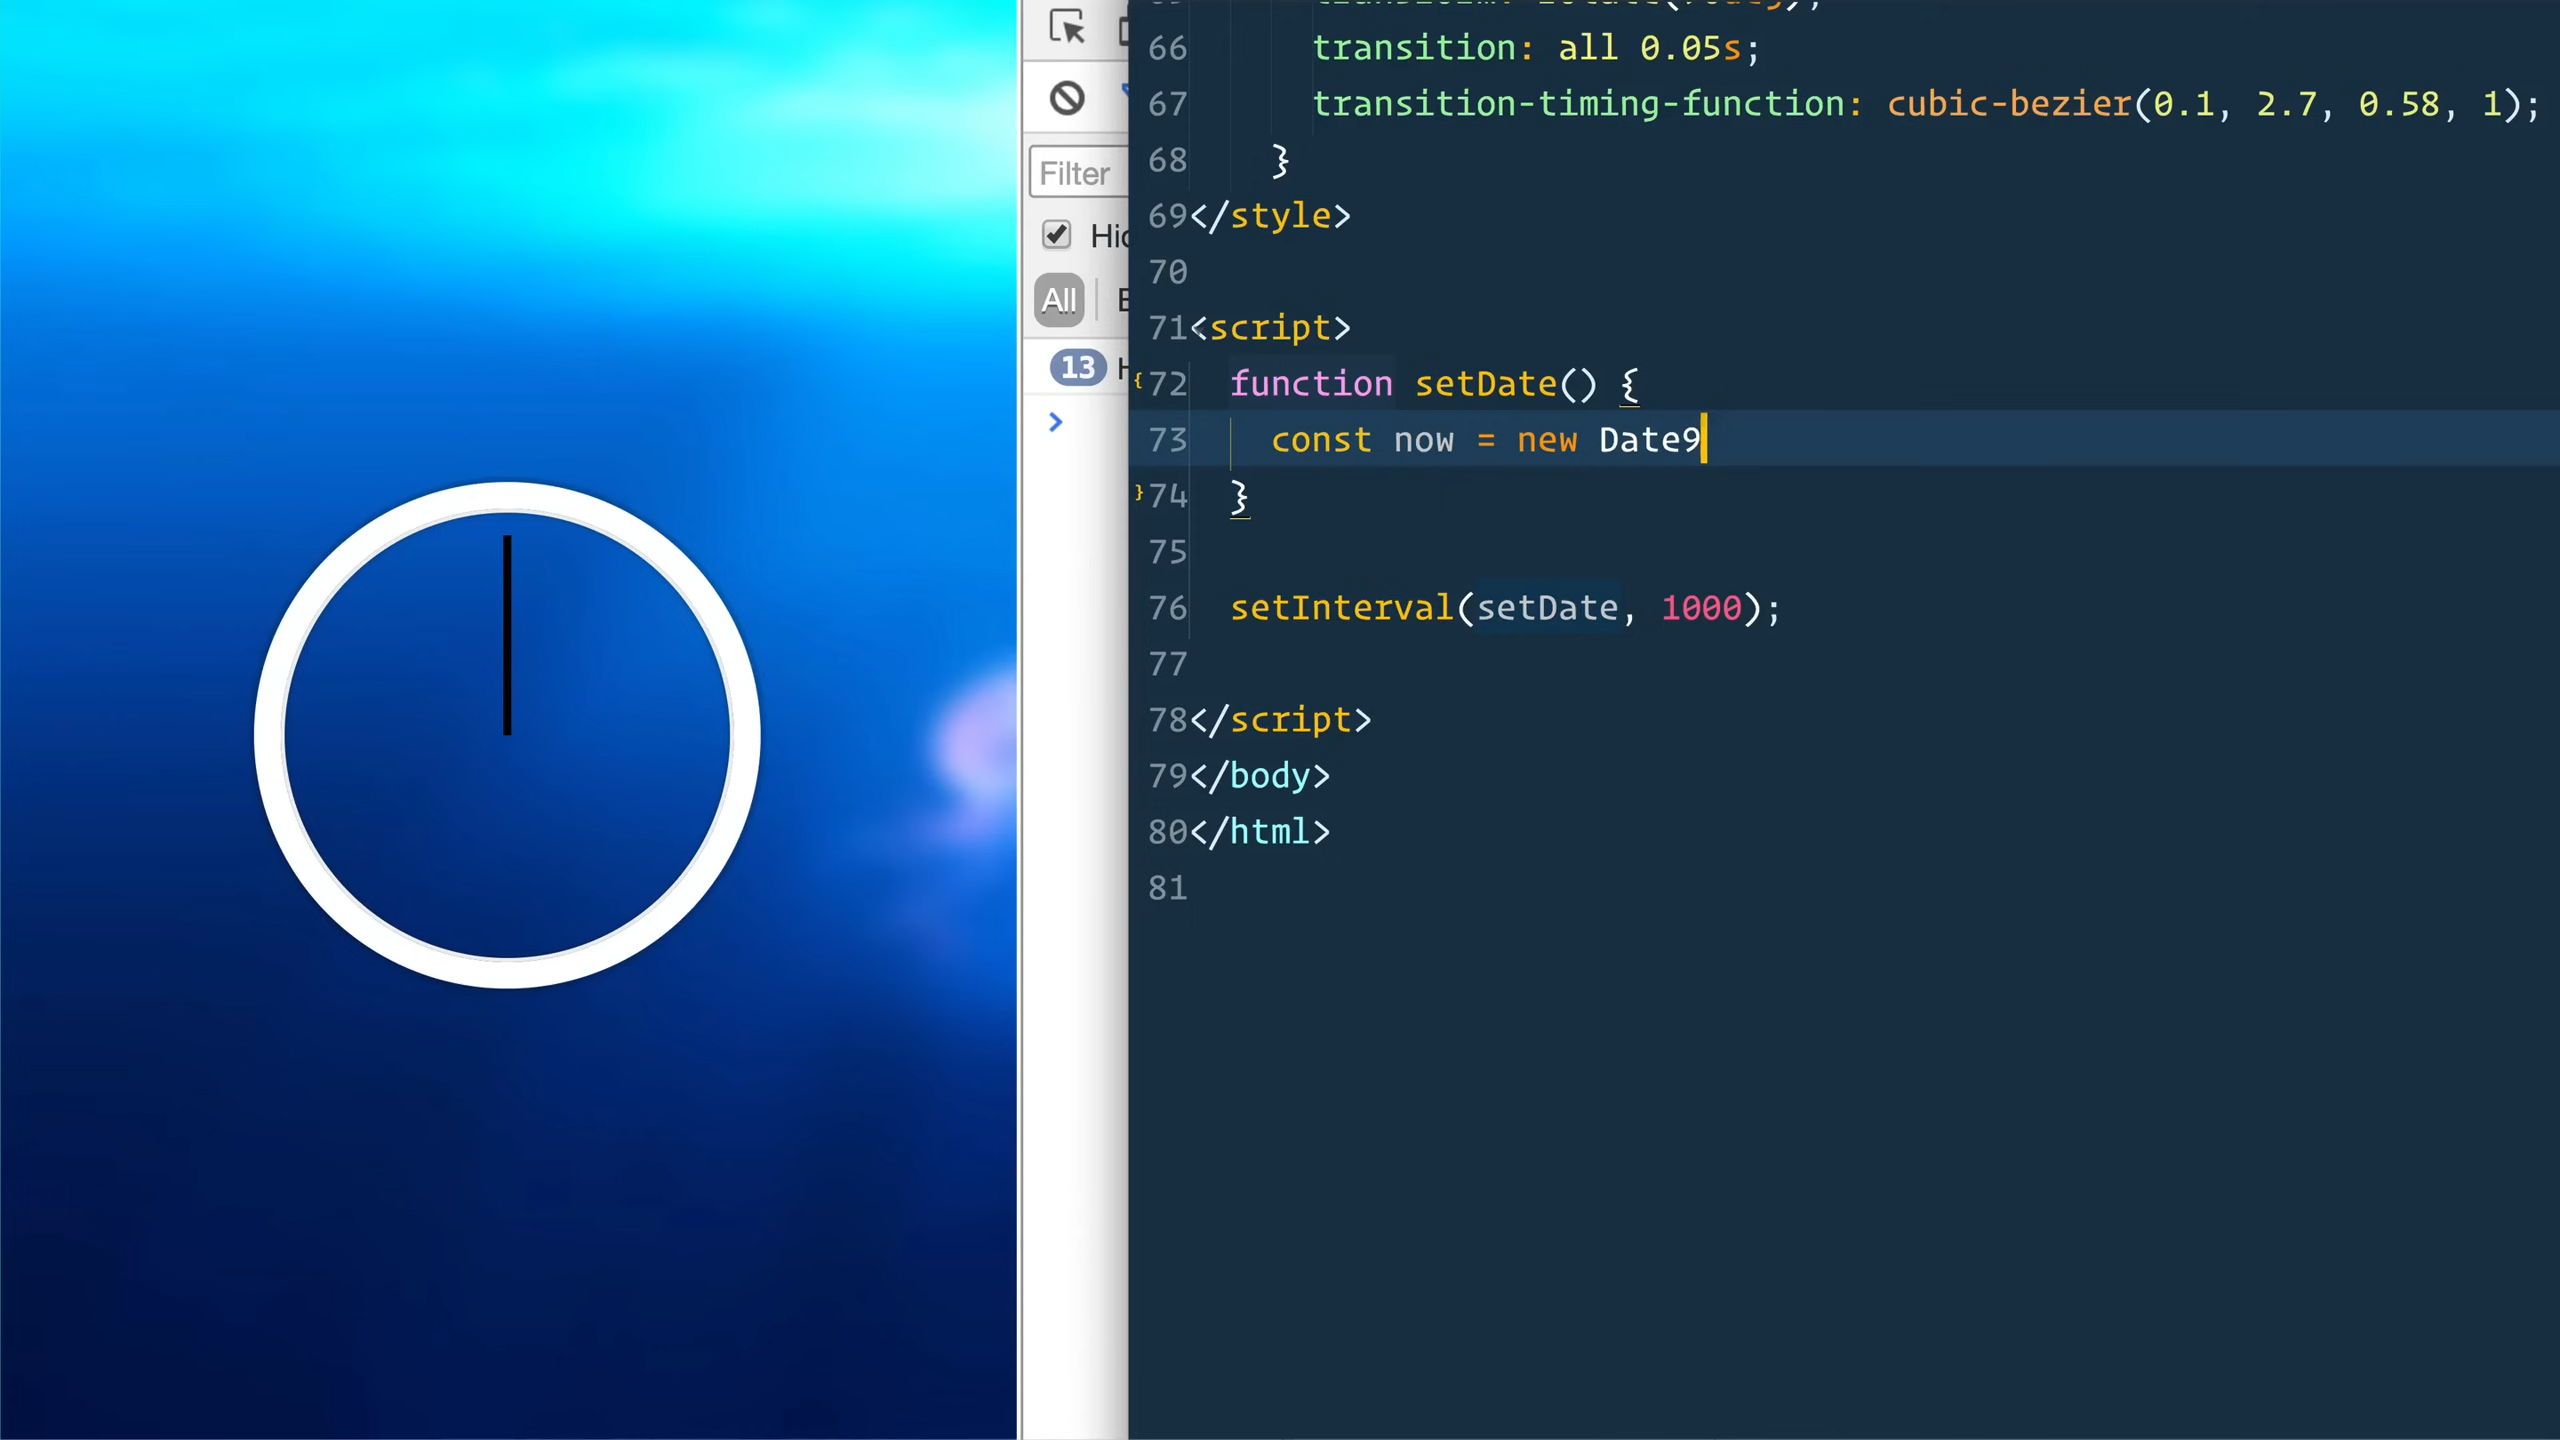 Filter
Hid
All
13
66 transition: all 0.05s;
67 transition-timing-function: cubic-bezier(0.1, 2.7, 0.58, 1);
68 }
69 </style>
70
71 <script>
{ 72 function setDate() {
73 const now = new Date9
} 74 }
75
76 setInterval(setDate, 1000);
77
78 </script>
79 </body>
80 </html>
81